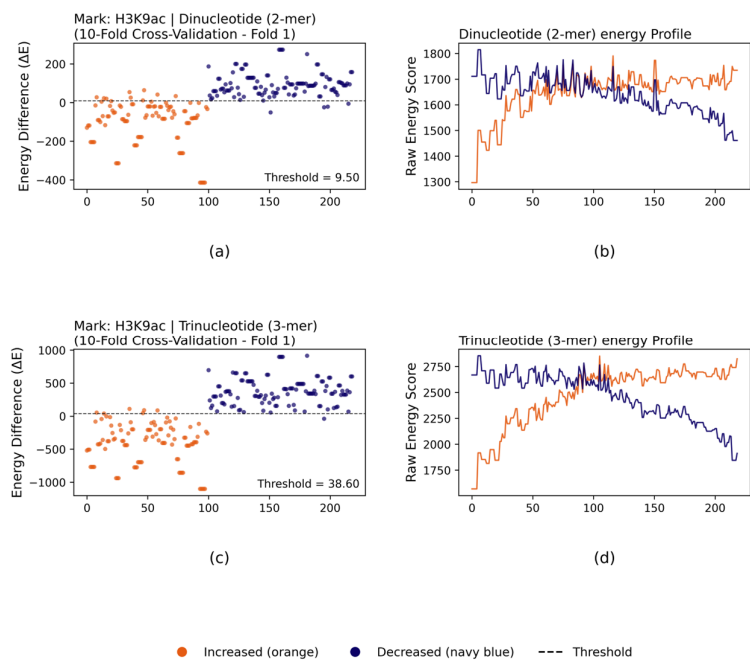 Mark: H3K9ac | Dinucleotide (2-mer)
(10-Fold Cross-Validation - Fold 1)
Energy Difference (ΔE)
200
0
−200
−400
Threshold = 9.50
0 50 100 150 200
(a)
Dinucleotide (2-mer) energy Profile
Raw Energy Score
1800
1700
1600
1500
1400
1300
0 50 100 150 200
(b)
Mark: H3K9ac | Trinucleotide (3-mer)
(10-Fold Cross-Validation - Fold 1)
Energy Difference (ΔE)
1000
500
0
−500
−1000
Threshold = 38.60
0 50 100 150 200
(c)
Trinucleotide (3-mer) energy Profile
Raw Energy Score
2750
2500
2250
2000
1750
0 50 100 150 200
(d)
Increased (orange) Decreased (navy blue) Threshold